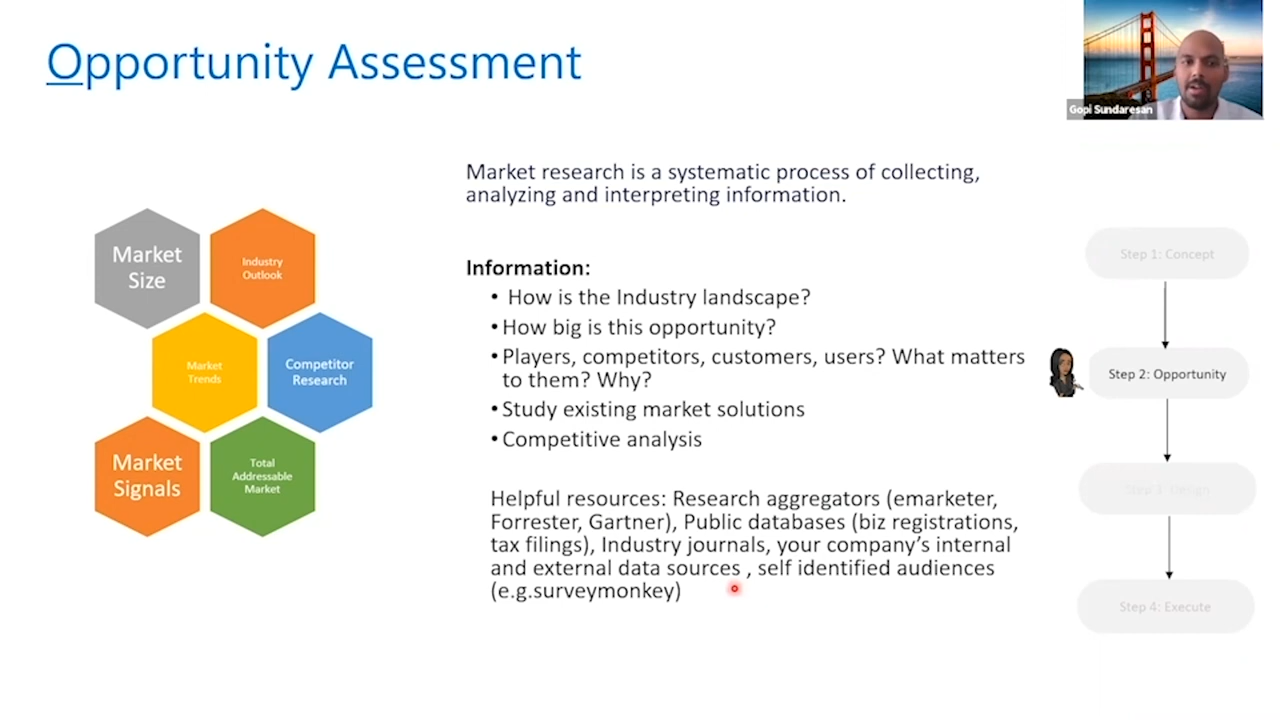 Opportunity Assessment
Gopi Sundaresan
Market research is a systematic process of collecting,
analyzing and interpreting information.
Market
Size
Industry
Outlook
Market
Trends
Competitor
Research
Market
Signals
Total
Addressable
Market
Information:
• How is the Industry landscape?
• How big is this opportunity?
• Players, competitors, customers, users? What matters
to them? Why?
• Study existing market solutions
• Competitive analysis
Helpful resources: Research aggregators (emarketer,
Forrester, Gartner), Public databases (biz registrations,
tax filings), Industry journals, your company's internal
and external data sources , self identified audiences
(e.g.surveymonkey)
Step 1: Concept
Step 2: Opportunity
Step 3: Design
Step 4: Execute